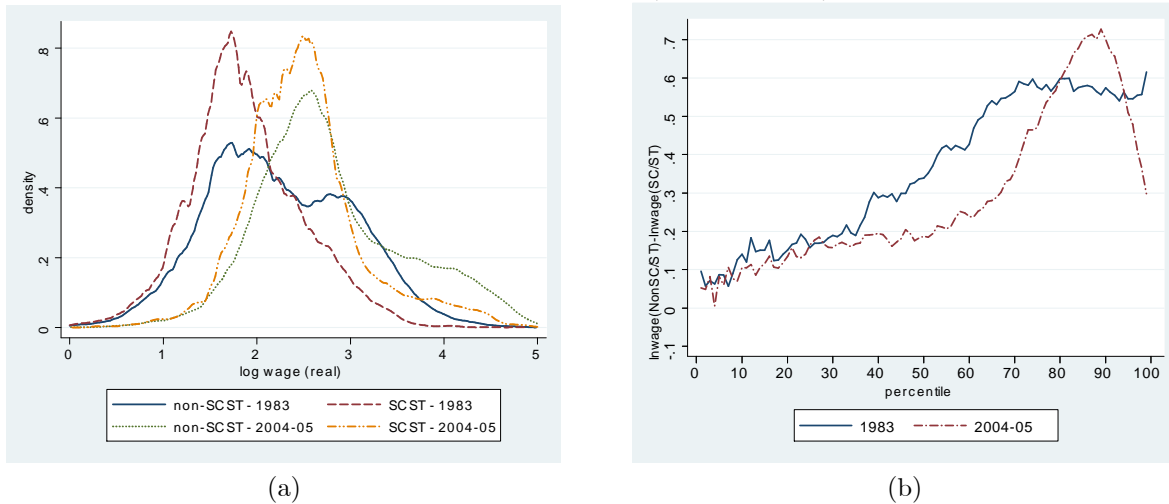 density
0 .2 .4 .6 .8
0 1 2 3 4 5
log wage (real)
non-SCST - 1983 SCST - 1983
non-SCST - 2004-05 SCST - 2004-05
(a)
lnwage(NonSC/ST)-lnwage(SC/ST)
-.1 0 .1 .2 .3 .4 .5 .6 .7
0 10 20 30 40 50 60 70 80 90 100
percentile
1983 2004-05
(b)